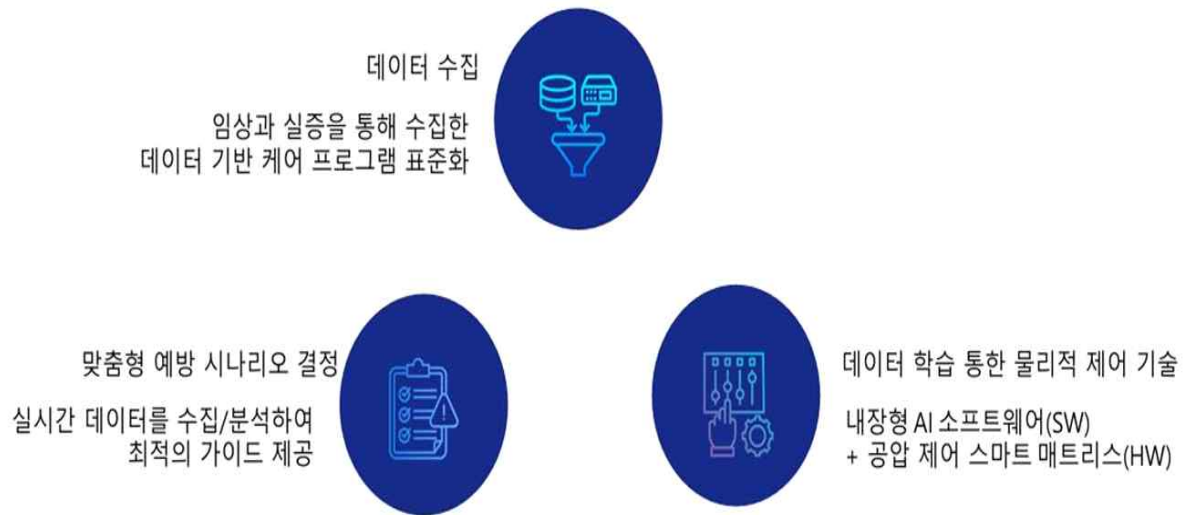 데이터 수집
임상과 실증을 통해 수집한
데이터 기반 케어 프로그램 표준화
맞춤형 예방 시나리오 결정
실시간 데이터를 수집/분석하여
최적의 가이드 제공
데이터 학습 통한 물리적 제어 기술
내장형 AI 소프트웨어(SW)
+ 공압 제어 스마트 매트리스(HW)